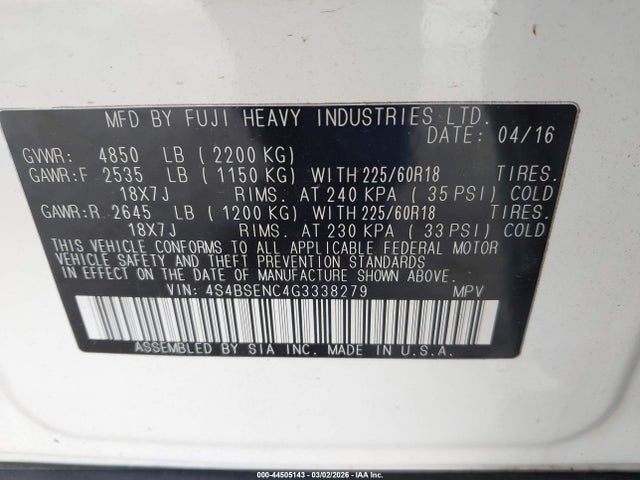 MFD BY FUJI HEAVY INDUSTRIES LTD.
DATE: 04/16
GVWR: 4850 LB ( 2200 KG)
GAWR:F 2535 LB ( 1150 KG) WITH 225/60R18 TIRES.
18X7J RIMS. AT 240 KPA ( 35 PSI) COLD
GAWR:R 2645 LB ( 1200 KG) WITH 225/60R18 TIRES.
18X7J RIMS. AT 230 KPA ( 33 PSI) COLD
THIS VEHICLE CONFORMS TO ALL APPLICABLE FEDERAL MOTOR
VEHICLE SAFETY AND THEFT PREVENTION STANDARDS
IN EFFECT ON THE DATE OF MANUFACTURE SHOWN ABOVE.
VIN: 4S4BSENC4G3338279 MPV
ASSEMBLED BY SIA INC. MADE IN U.S.A.
000-44505143 - 03/02/2026 - IAA Inc.